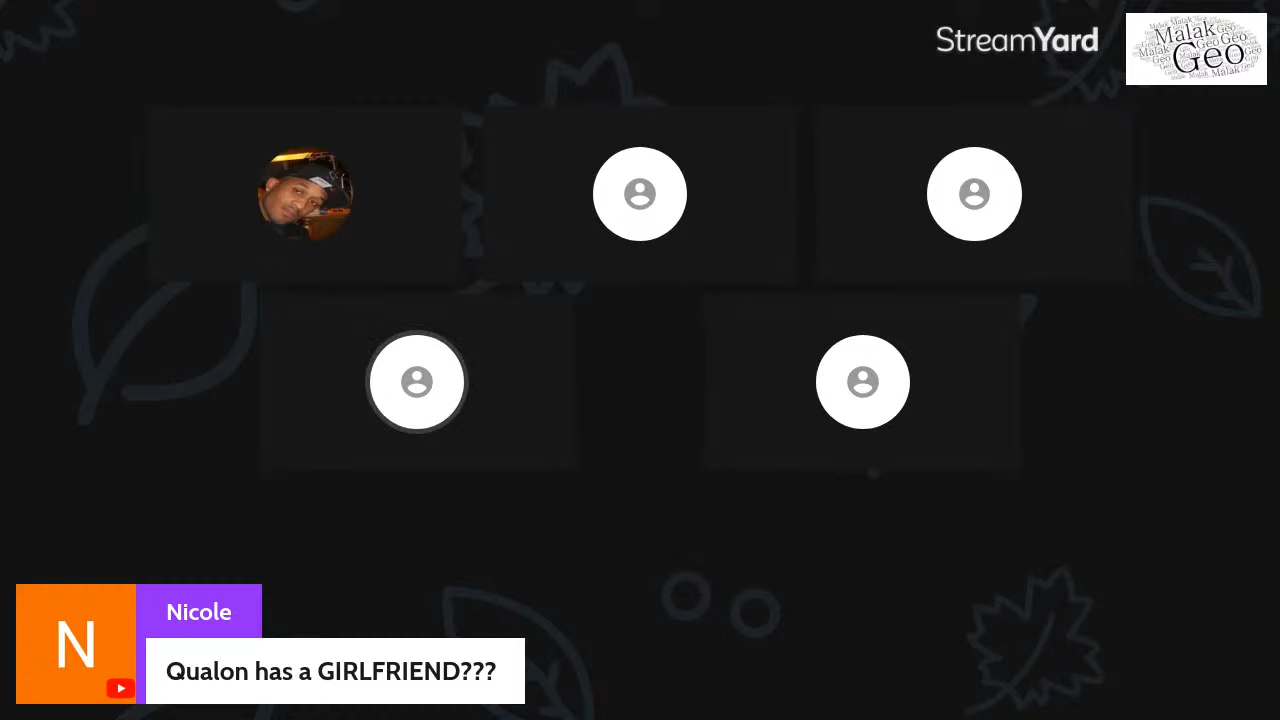 StreamYard
Malak
Geo
Nicole
N
Qualon has a GIRLFRIEND???